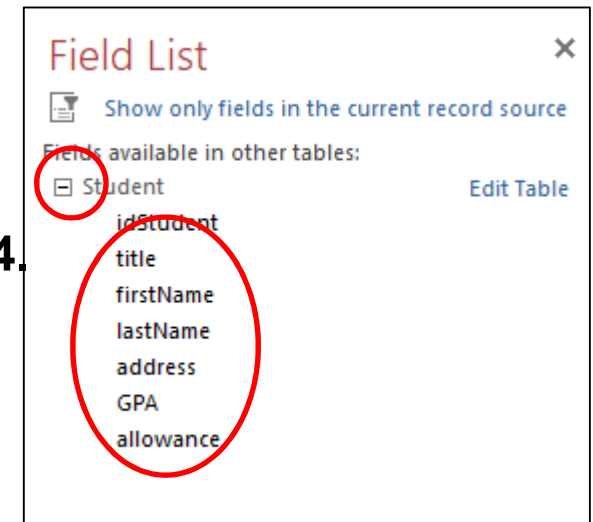 Field List
Show only fields in the current record source
Fields available in other tables:
Student Edit Table
idStudent
4.
title
firstName
lastName
address
GPA
allowance